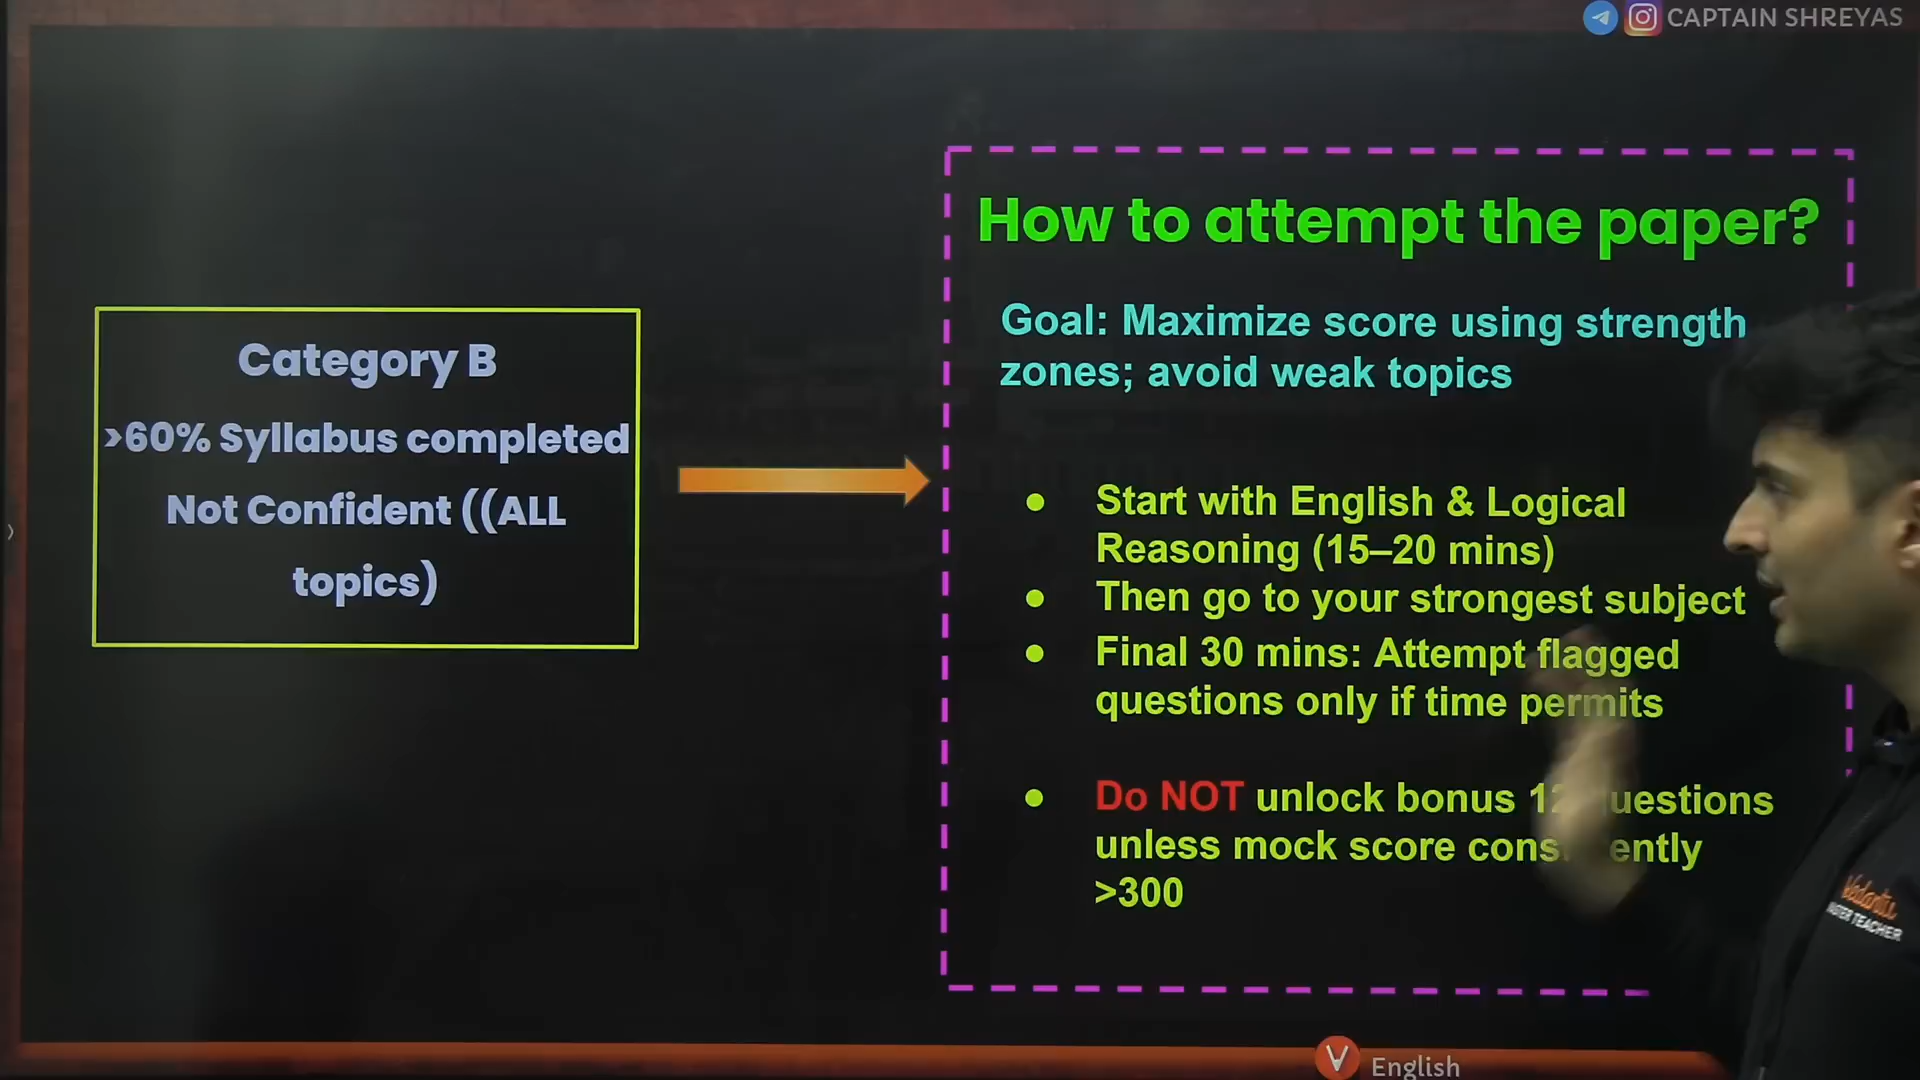 CAPTAIN SHREYAS
How to attempt the paper?
Goal: Maximize score using strength
zones; avoid weak topics
Category B
>60% Syllabus completed
Not Confident ((ALL
topics)
Start with English & Logical
Reasoning (15–20 mins)
Then go to your strongest subject
Final 30 mins: Attempt flagged
questions only if time permits
Do NOT unlock bonus
unless mock score
>300
Vedantu
MASTER TEACHER
English